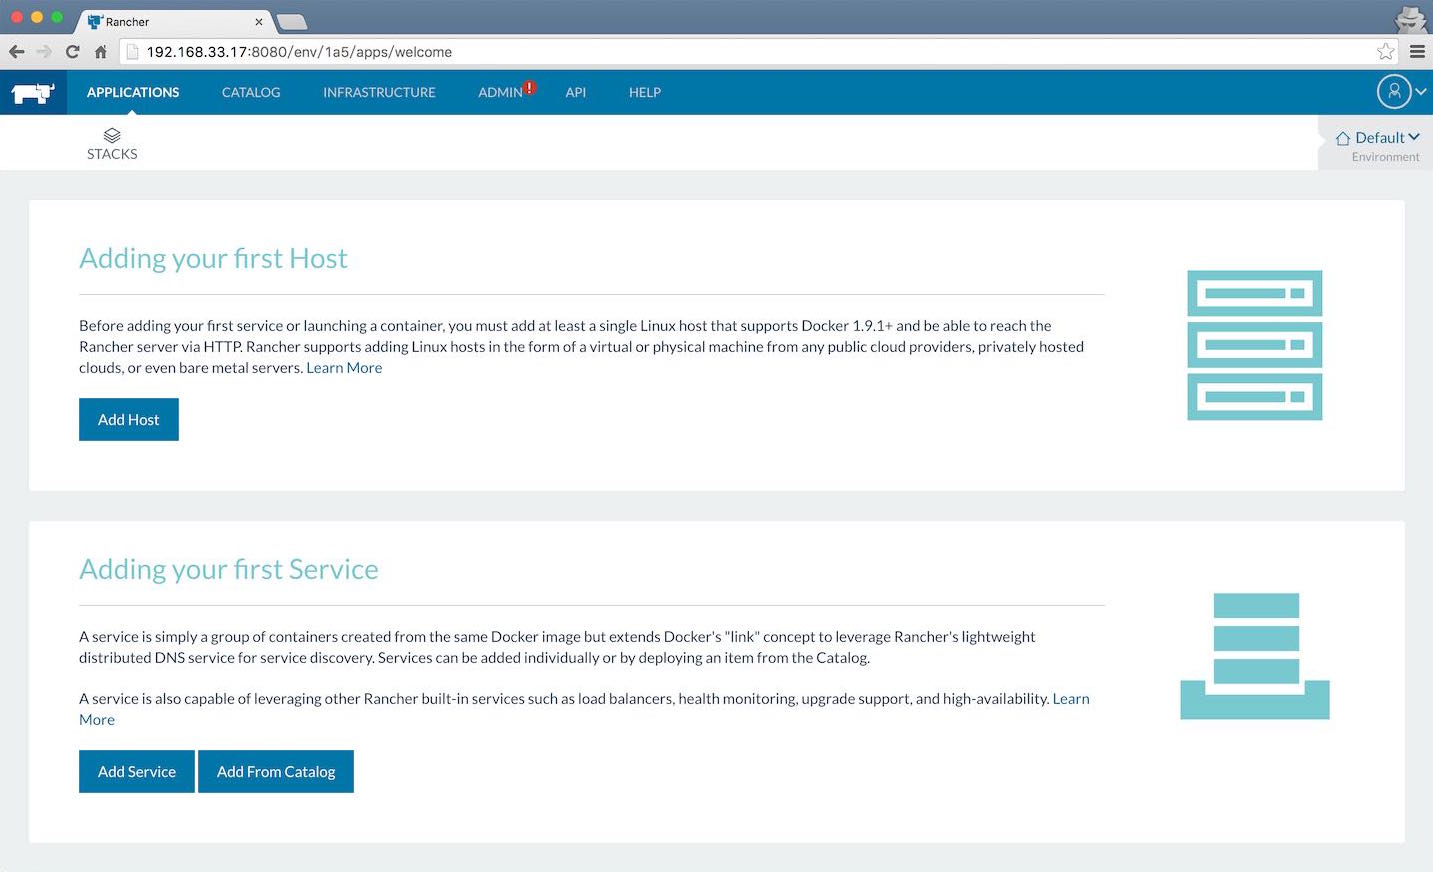 Rancher
192.168.33.17:8080/env/1a5/apps/welcome
APPLICATIONS CATALOG INFRASTRUCTURE ADMIN ! API HELP
STACKS
Default
Environment
Adding your first Host
Before adding your first service or launching a container, you must add at least a single Linux host that supports Docker 1.9.1+ and be able to reach the
Rancher server via HTTP. Rancher supports adding Linux hosts in the form of a virtual or physical machine from any public cloud providers, privately hosted
clouds, or even bare metal servers. Learn More
Add Host
Adding your first Service
A service is simply a group of containers created from the same Docker image but extends Docker's "link" concept to leverage Rancher's lightweight
distributed DNS service for service discovery. Services can be added individually or by deploying an item from the Catalog.
A service is also capable of leveraging other Rancher built-in services such as load balancers, health monitoring, upgrade support, and high-availability. Learn
More
Add Service Add From Catalog